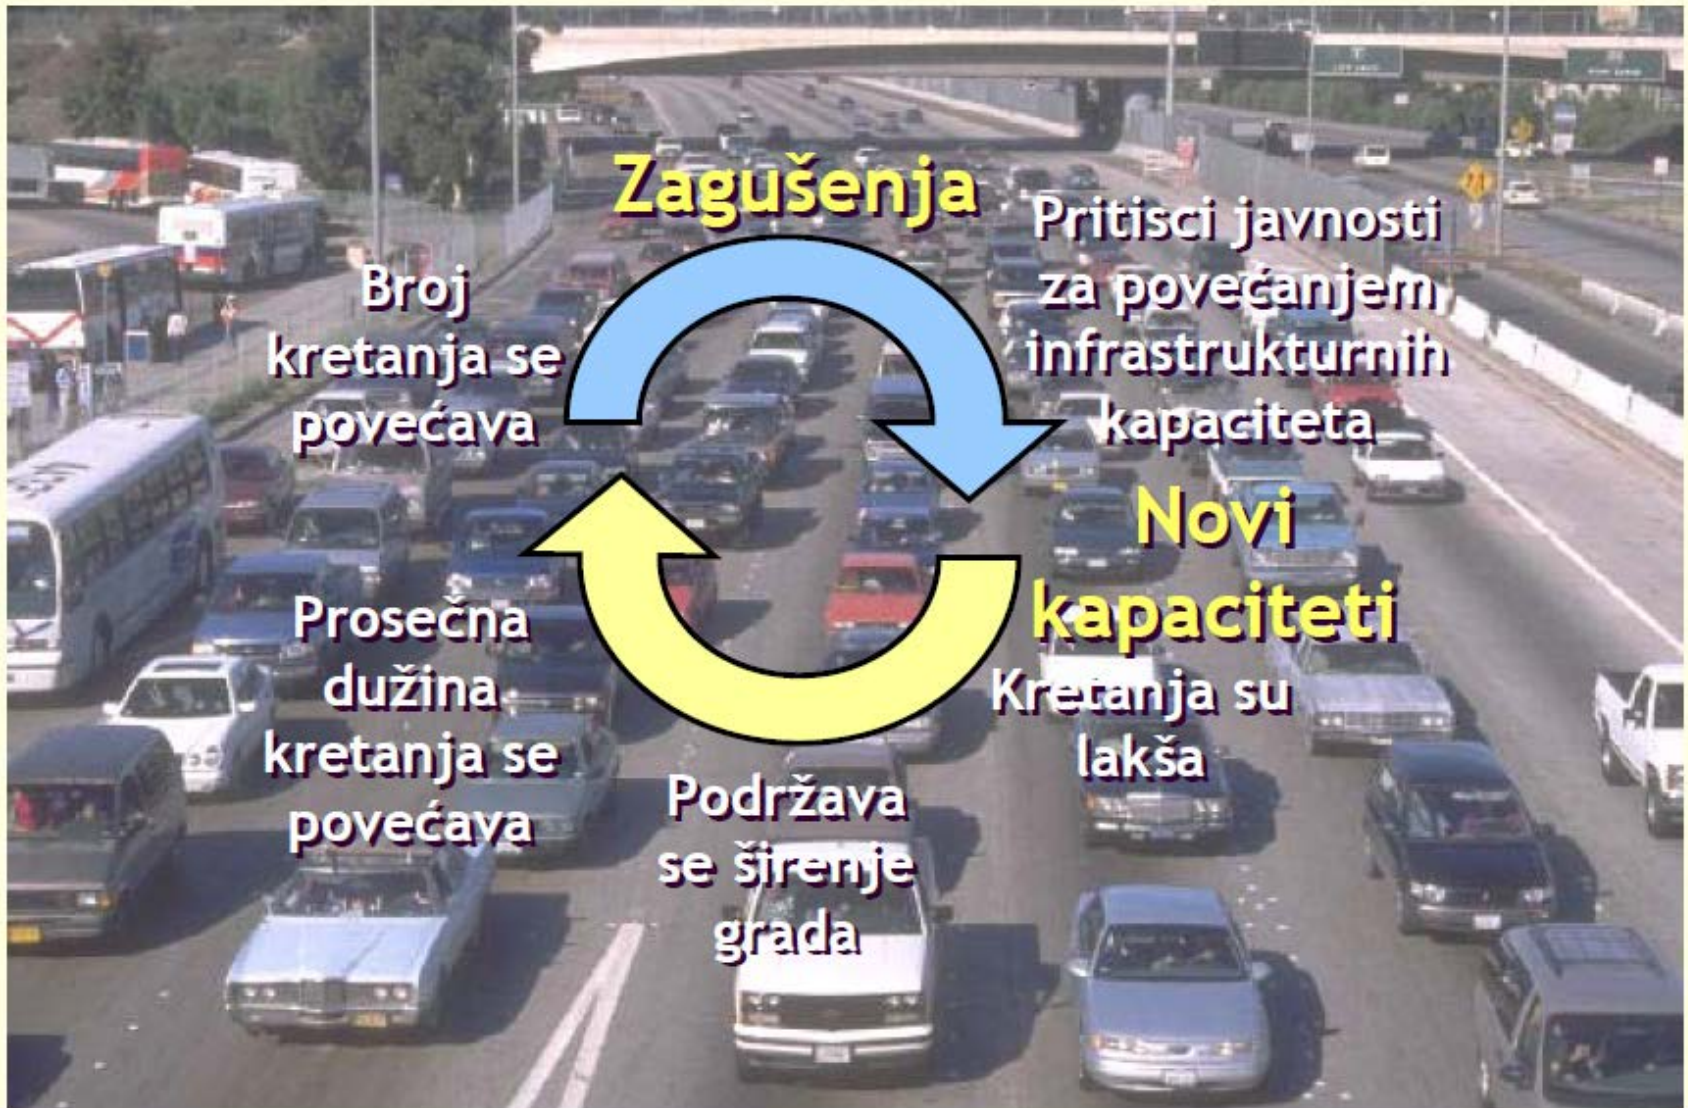 Zagušenja
Pritisci javnosti
za povećanjem
infrastrukturnih
kapaciteta
Novi
kapaciteti
Kretanja su
lakša
Podržava
se širenje
grada
Prosečna
dužina
kretanja se
povećava
Broj
kretanja se
povećava